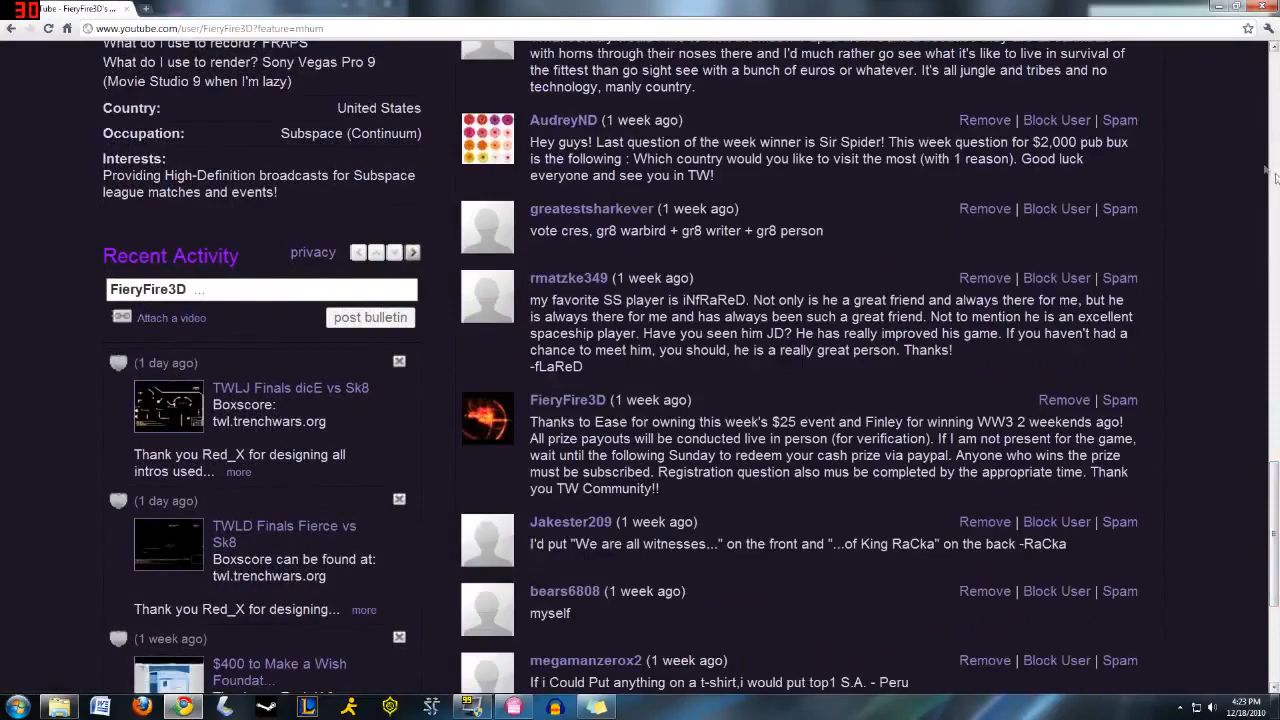 30
Tube - FieryFire3D's
www.youtube.com/user/FieryFire3D?feature=mhum
What do I use to record? FRAPS
What do I use to render? Sony Vegas Pro 9
(Movie Studio 9 when I'm lazy)
Country: United States
Occupation: Subspace (Continuum)
Interests:
Providing High-Definition broadcasts for Subspace
league matches and events!
Recent Activity privacy
FieryFire3D ...
Attach a video post bulletin
(1 day ago)
TWLJ Finals dicE vs Sk8
Boxscore:
twl.trenchwars.org
Thank you Red_X for designing all
intros used... more
(1 day ago)
TWLD Finals Fierce vs
Sk8
Boxscore can be found at:
twl.trenchwars.org
Thank you Red_X for designing... more
(1 week ago)
$400 to Make a Wish
Foundat...
with horns through their noses there and I'd much rather go see what it's like to live in survival of
the fittest than go sight see with a bunch of euros or whatever. It's all jungle and tribes and no
technology, manly country.
AudreyND (1 week ago) Remove | Block User | Spam
Hey guys! Last question of the week winner is Sir Spider! This week question for $2,000 pub bux
is the following : Which country would you like to visit the most (with 1 reason). Good luck
everyone and see you in TW!
greatestsharkever (1 week ago) Remove | Block User | Spam
vote cres, gr8 warbird + gr8 writer + gr8 person
rmatzke349 (1 week ago) Remove | Block User | Spam
my favorite SS player is iNfRaReD. Not only is he a great friend and always there for me, but he
is always there for me and has always been such a great friend. Not to mention he is an excellent
spaceship player. Have you seen him JD? He has really improved his game. If you haven't had a
chance to meet him, you should, he is a really great person. Thanks!
-fLaReD
FieryFire3D (1 week ago) Remove | Spam
Thanks to Ease for owning this week's $25 event and Finley for winning WW3 2 weekends ago!
All prize payouts will be conducted live in person (for verification). If I am not present for the game,
wait until the following Sunday to redeem your cash prize via paypal. Anyone who wins the prize
must be subscribed. Registration question also mus be completed by the appropriate time. Thank
you TW Community!!
Jakester209 (1 week ago) Remove | Block User | Spam
I'd put "We are all witnesses..." on the front and "...of King RaCka" on the back -RaCka
bears6808 (1 week ago) Remove | Block User | Spam
myself
megamanzerox2 (1 week ago) Remove | Block User | Spam
If i Could Put anything on a t-shirt,i would put top1 S.A. - Peru
99
4:23 PM
12/18/2010